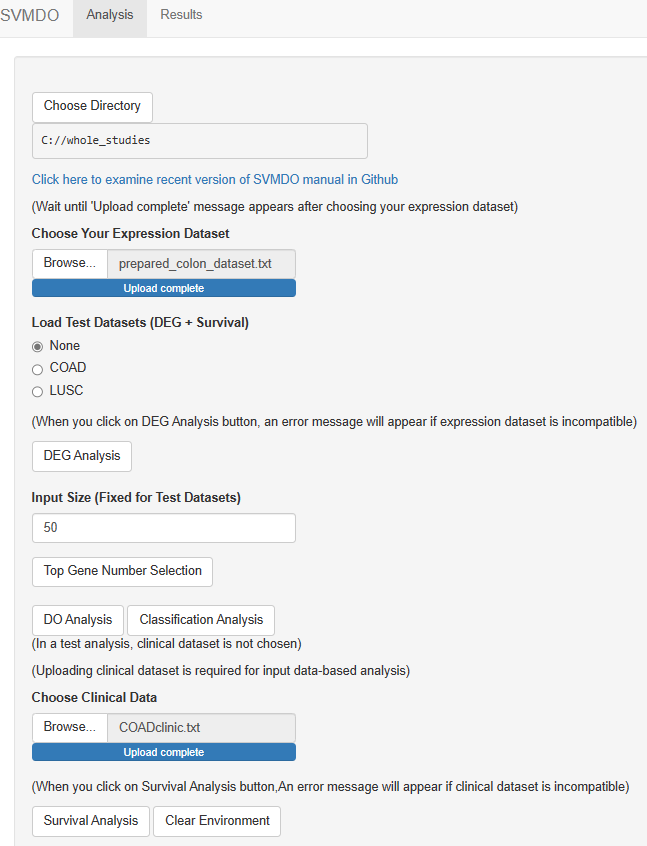 SVMDO Analysis Results
Choose Directory
C://whole_studies
Click here to examine recent version of SVMDO manual in Github
(Wait until 'Upload complete' message appears after choosing your expression dataset)
Choose Your Expression Dataset
Browse... prepared_colon_dataset.txt
Upload complete
Load Test Datasets (DEG + Survival)
None
COAD
LUSC
(When you click on DEG Analysis button, an error message will appear if expression dataset is incompatible)
DEG Analysis
Input Size (Fixed for Test Datasets)
50
Top Gene Number Selection
DO Analysis Classification Analysis
(In a test analysis, clinical dataset is not chosen)
(Uploading clinical dataset is required for input data-based analysis)
Choose Clinical Data
Browse... COADclinic.txt
Upload complete
(When you click on Survival Analysis button,An error message will appear if clinical dataset is incompatible)
Survival Analysis Clear Environment